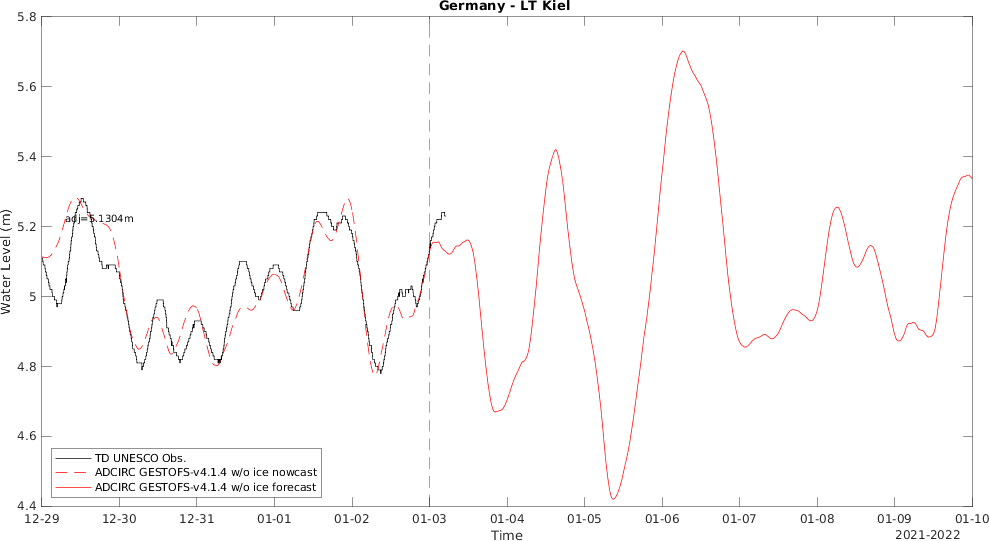 Germany - LT Kiel
Water Level (m)
5.8
5.6
5.4
5.2
5
4.8
4.6
4.4
adj=5.1304m
TD UNESCO Obs.
ADCIRC GESTOFS-v4.1.4 w/o ice nowcast
ADCIRC GESTOFS-v4.1.4 w/o ice forecast
12-29 12-30 12-31 01-01 01-02 01-03 01-04 01-05 01-06 01-07 01-08 01-09 01-10
Time
2021-2022